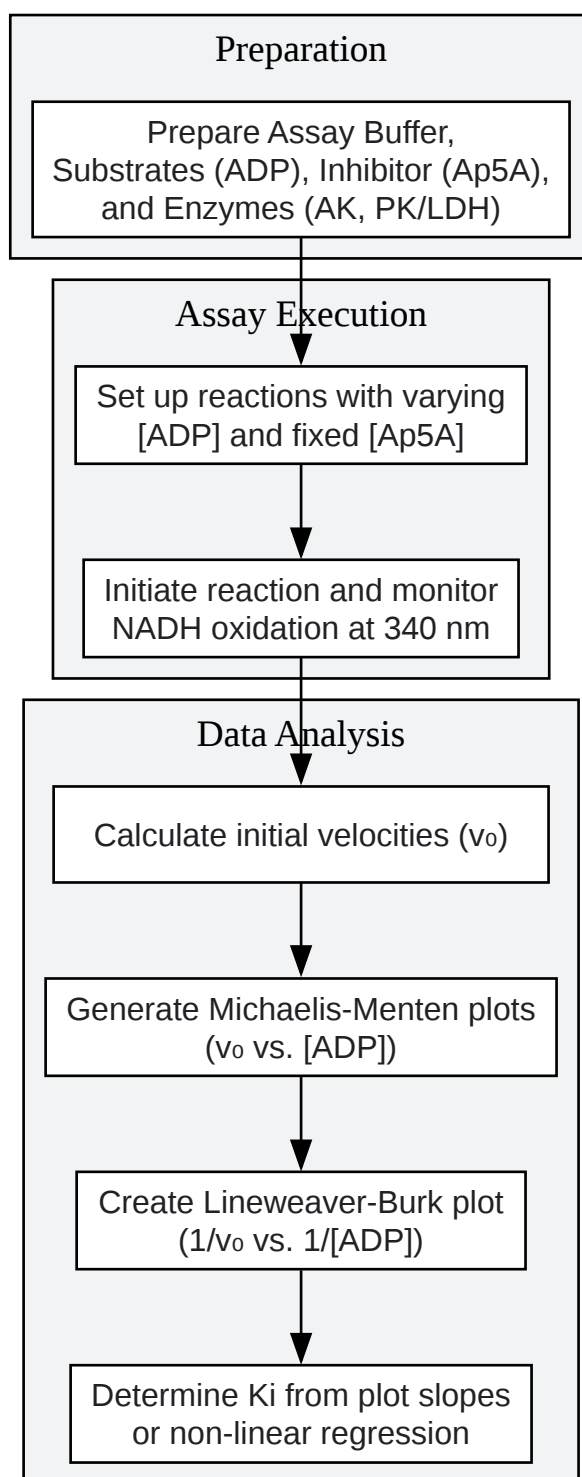 Preparation
Prepare Assay Buffer,
Substrates (ADP), Inhibitor (Ap5A),
and Enzymes (AK, PK/LDH)
Assay Execution
Set up reactions with varying
[ADP] and fixed [Ap5A]
Initiate reaction and monitor
NADH oxidation at 340 nm
Data Analysis
Calculate initial velocities (v₀)
Generate Michaelis-Menten plots
(v₀ vs. [ADP])
Create Lineweaver-Burk plot
(1/v₀ vs. 1/[ADP])
Determine Ki from plot slopes
or non-linear regression